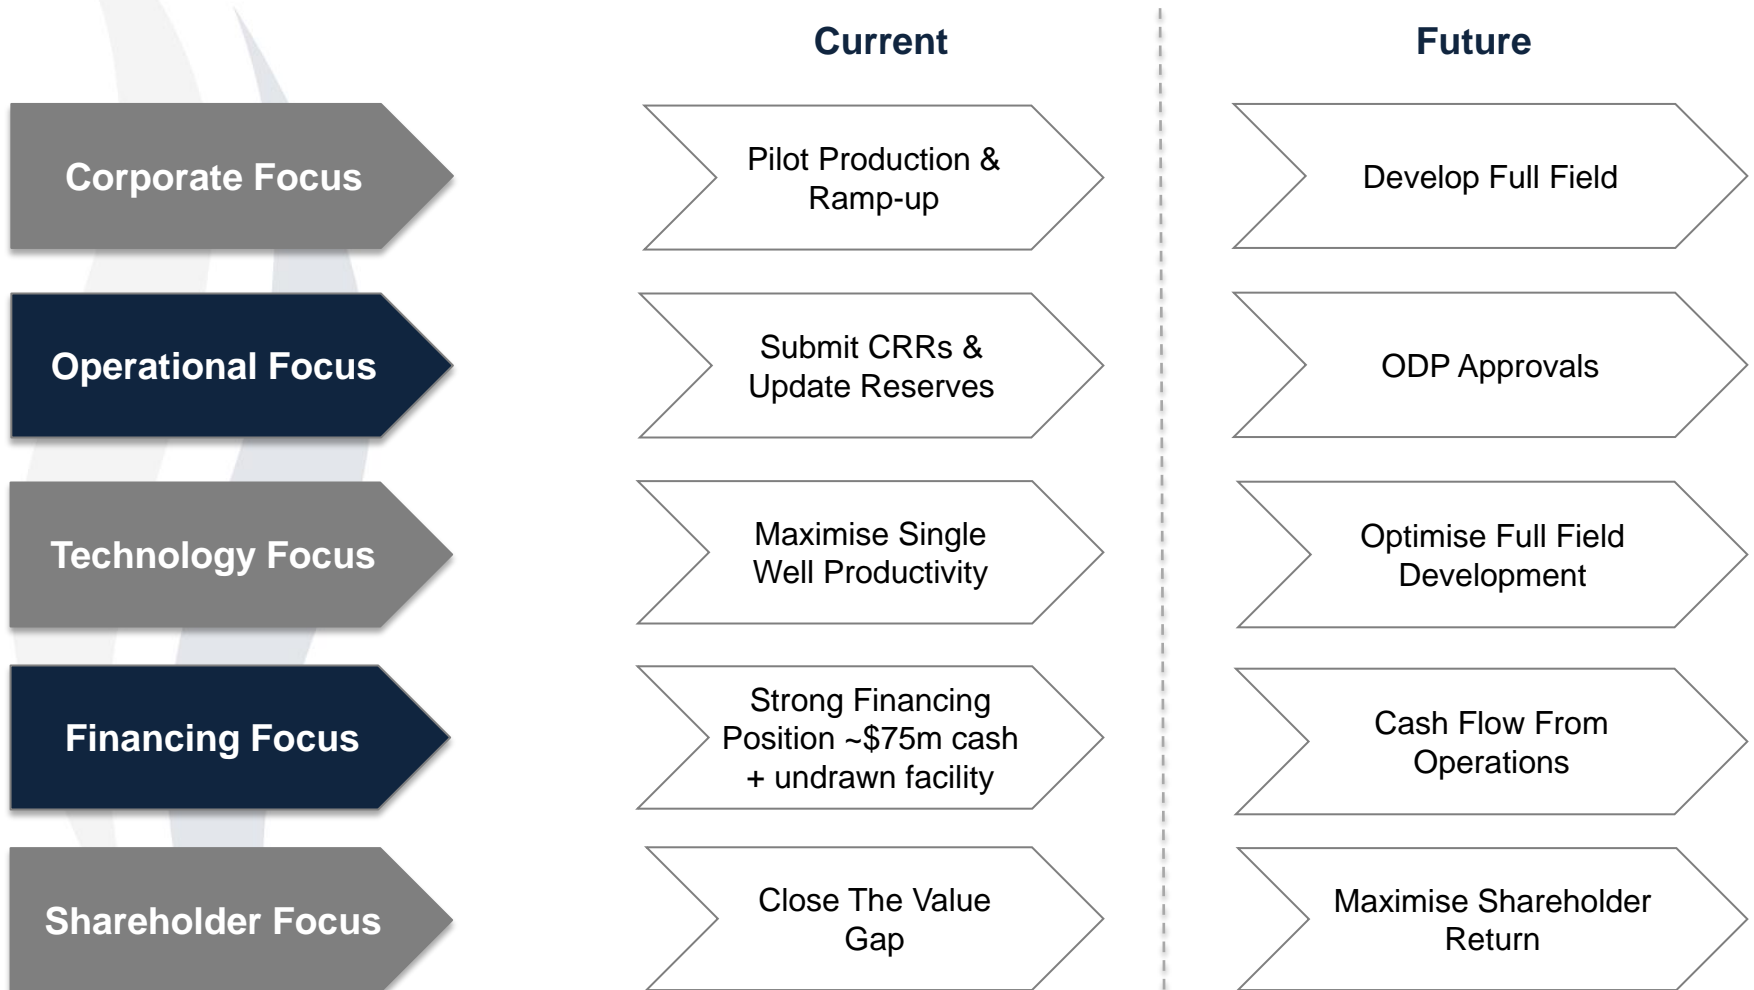 Current
Future
Corporate Focus
Pilot Production &
Ramp-up
Develop Full Field
Operational Focus
Submit CRRs &
Update Reserves
ODP Approvals
Technology Focus
Maximise Single
Well Productivity
Optimise Full Field
Development
Financing Focus
Strong Financing
Position ~$75m cash
+ undrawn facility
Cash Flow From
Operations
Shareholder Focus
Close The Value
Gap
Maximise Shareholder
Return